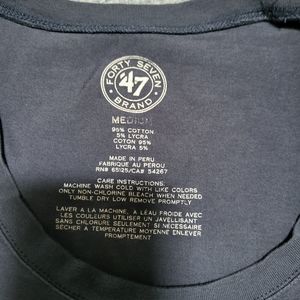 FORTY SEVEN
'47
BRAND
MEDIUM
95% COTTON
5% LYCRA
COTON 95%
LYCRA 5%
MADE IN PERU
FABRIQUE AU PEROU
RN# 65125/CA# 54267
CARE INSTRUCTIONS:
MACHINE WASH COLD WITH LIKE COLORS
ONLY NON-CHLORINE BLEACH WHEN NEEDED
TUMBLE DRY LOW REMOVE PROMPTLY
LAVER A LA MACHINE, A LEAU FROIDE AVEC
LES COULEURS UTILISER UN JAVELLISANT
SANS CHLORE SEULEMENT SI NECESSAIRE
SÉCHER A TEMPERATURE MOYENNE ENLEVER
PROMPTEMENT